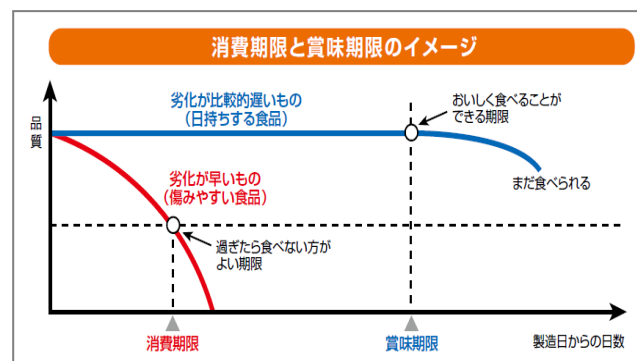 消費期限と賞味期限のイメージ
品質
劣化が比較的遅いもの
(日持ちする食品)
おいしく食べることが
できる期限
まだ食べられる
劣化が早いもの
(傷みやすい食品)
過ぎたら食べない方が
よい期限
消費期限
賞味期限
製造日からの日数